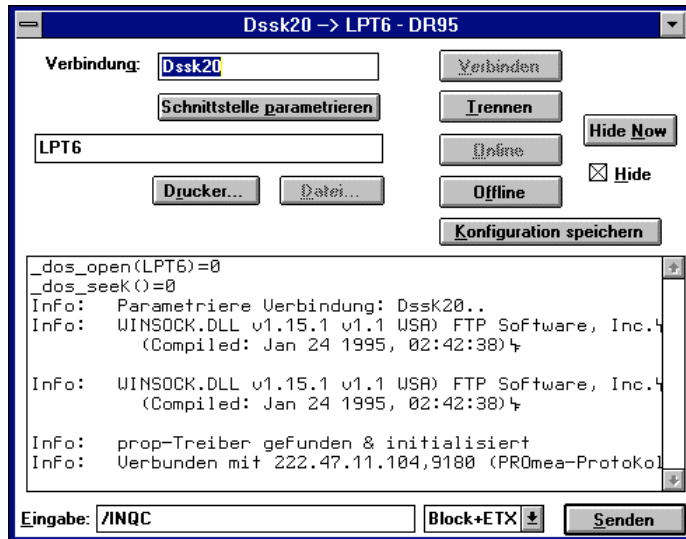 Dssk20 —> LPT6 - DR95
Verbindung: Dssk20
Verbinden
Schnittstelle parametrieren
Trennen
Hide Now
LPT6
Online
Hide
Drucker...
Datei...
Offline
Konfiguration speichern
_dos_open(LPT6)=0
_dos_seek()=0
Info: Parametriere Verbindung: Dssk20..
Info: WINSOCK.DLL v1.15.1 v1.1 WSA) FTP Software, Inc.
(Compiled: Jan 24 1995, 02:42:38)
Info: WINSOCK.DLL v1.15.1 v1.1 WSA) FTP Software, Inc.
(Compiled: Jan 24 1995, 02:42:38)
Info: prop-Treiber gefunden & initialisiert
Info: Verbunden mit 222.47.11.104,9180 (PROmea-Protokol
Eingabe: /INQC
Block+ETX
Senden